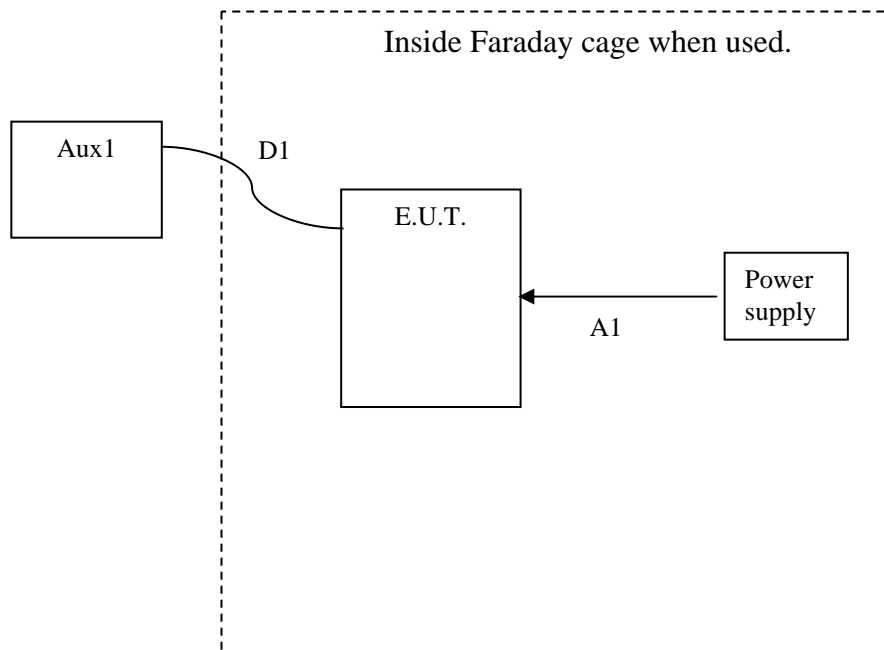 Inside Faraday cage when used.
Aux1
D1
E.U.T.
Power
supply
A1